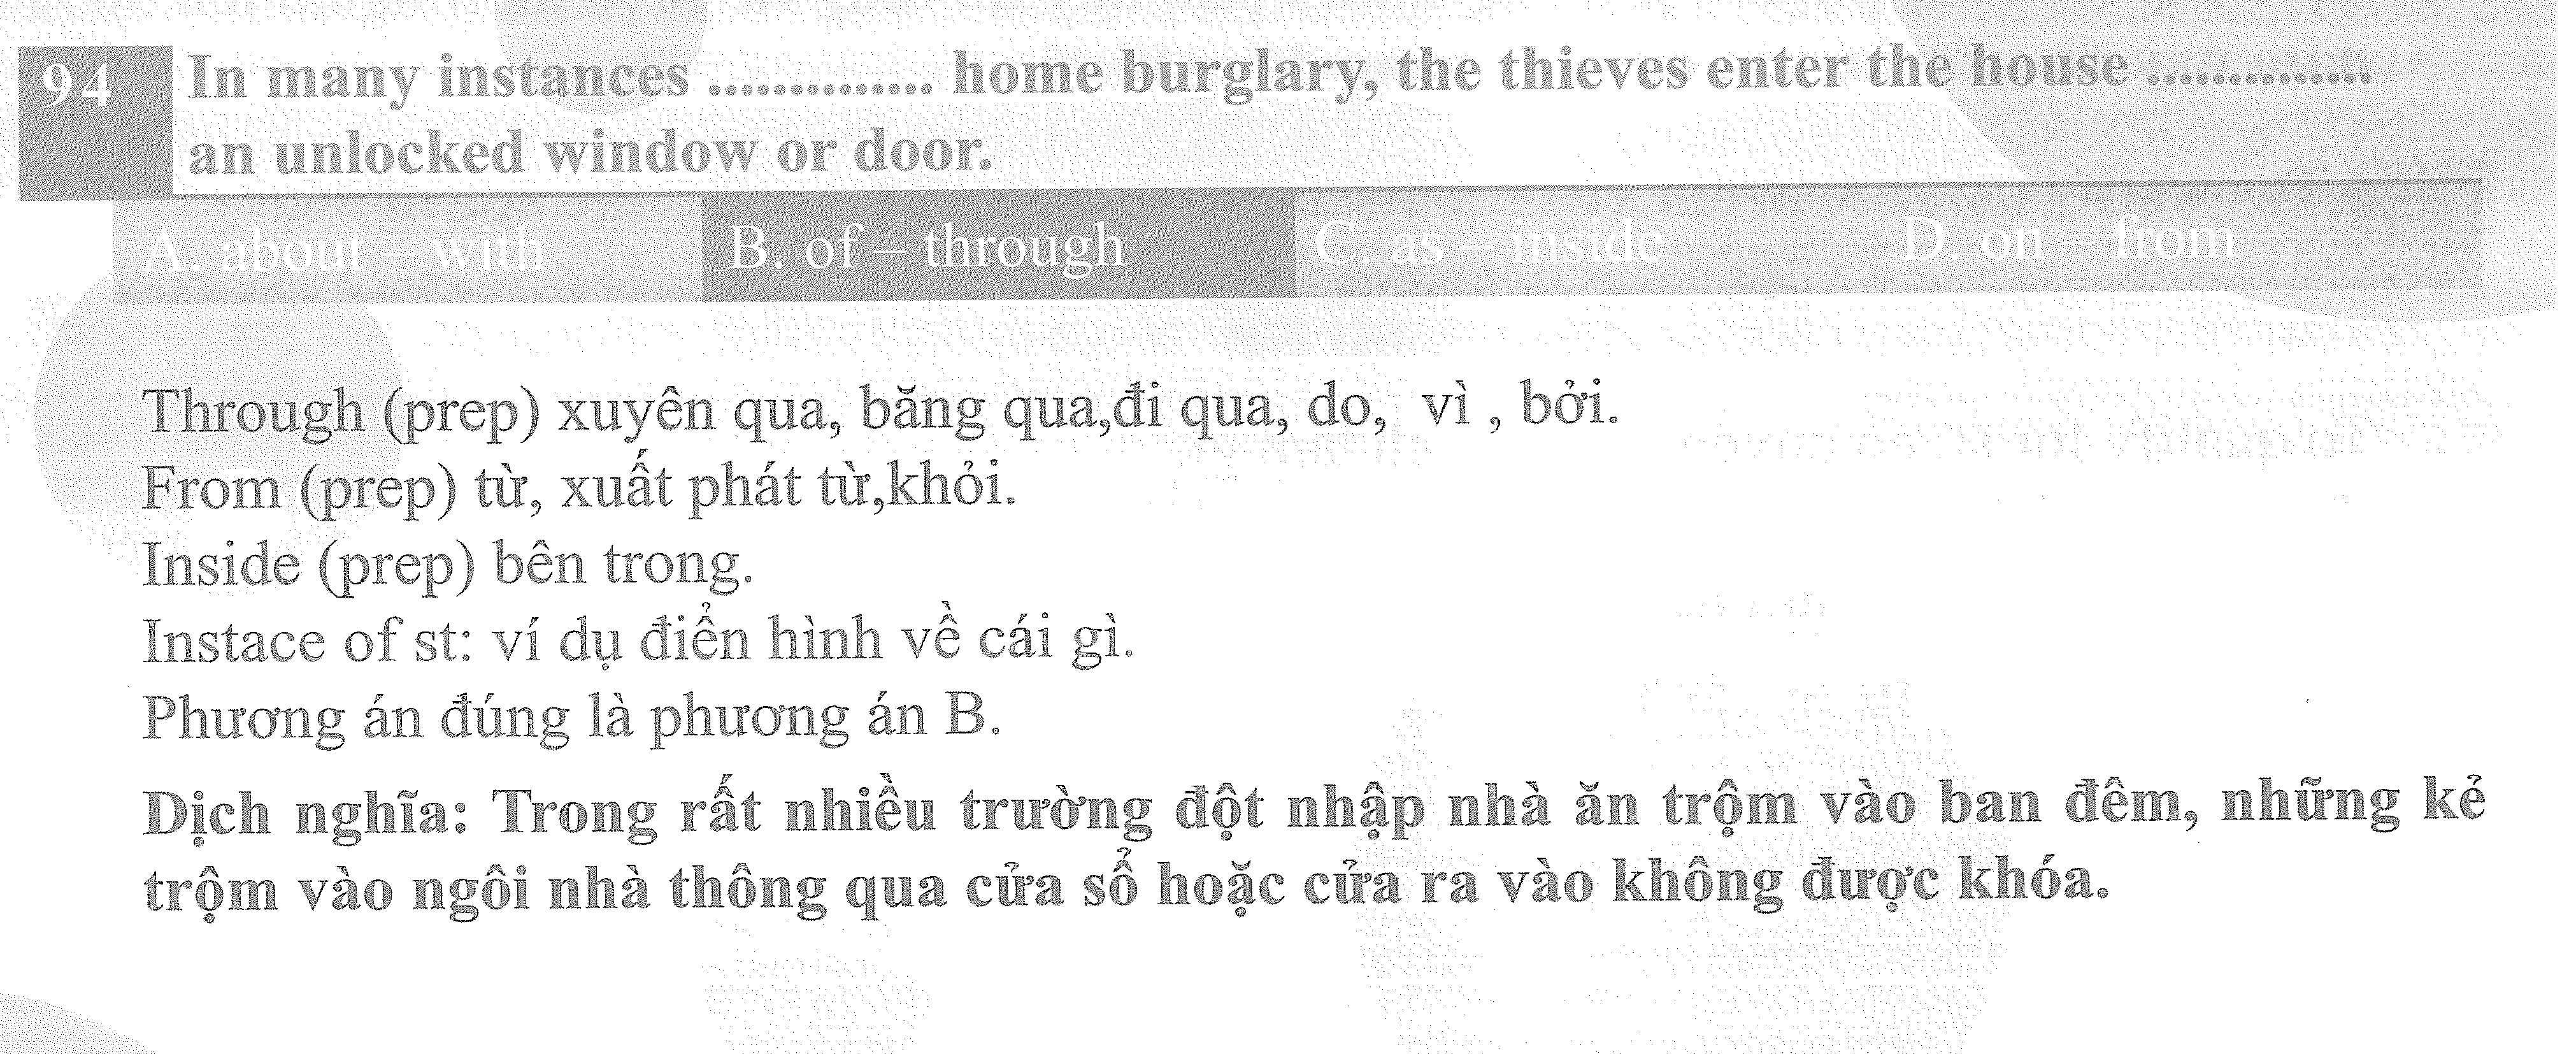 94 In many instances .............. home burglary, the thieves enter the house ..............
an unlocked window or door.
A. about – with B. of – through C. as – inside D. on – from
Through (prep) xuyên qua, băng qua,đi qua, do, vì , bởi.
From (prep) từ, xuất phát từ,khỏi.
Inside (prep) bên trong.
Instace of st: ví dụ điển hình về cái gì.
Phương án đúng là phương án B.
Dịch nghĩa: Trong rất nhiều trường đột nhập nhà ăn trộm vào ban đêm, những kẻ
trộm vào ngôi nhà thông qua cửa sổ hoặc cửa ra vào không được khóa.